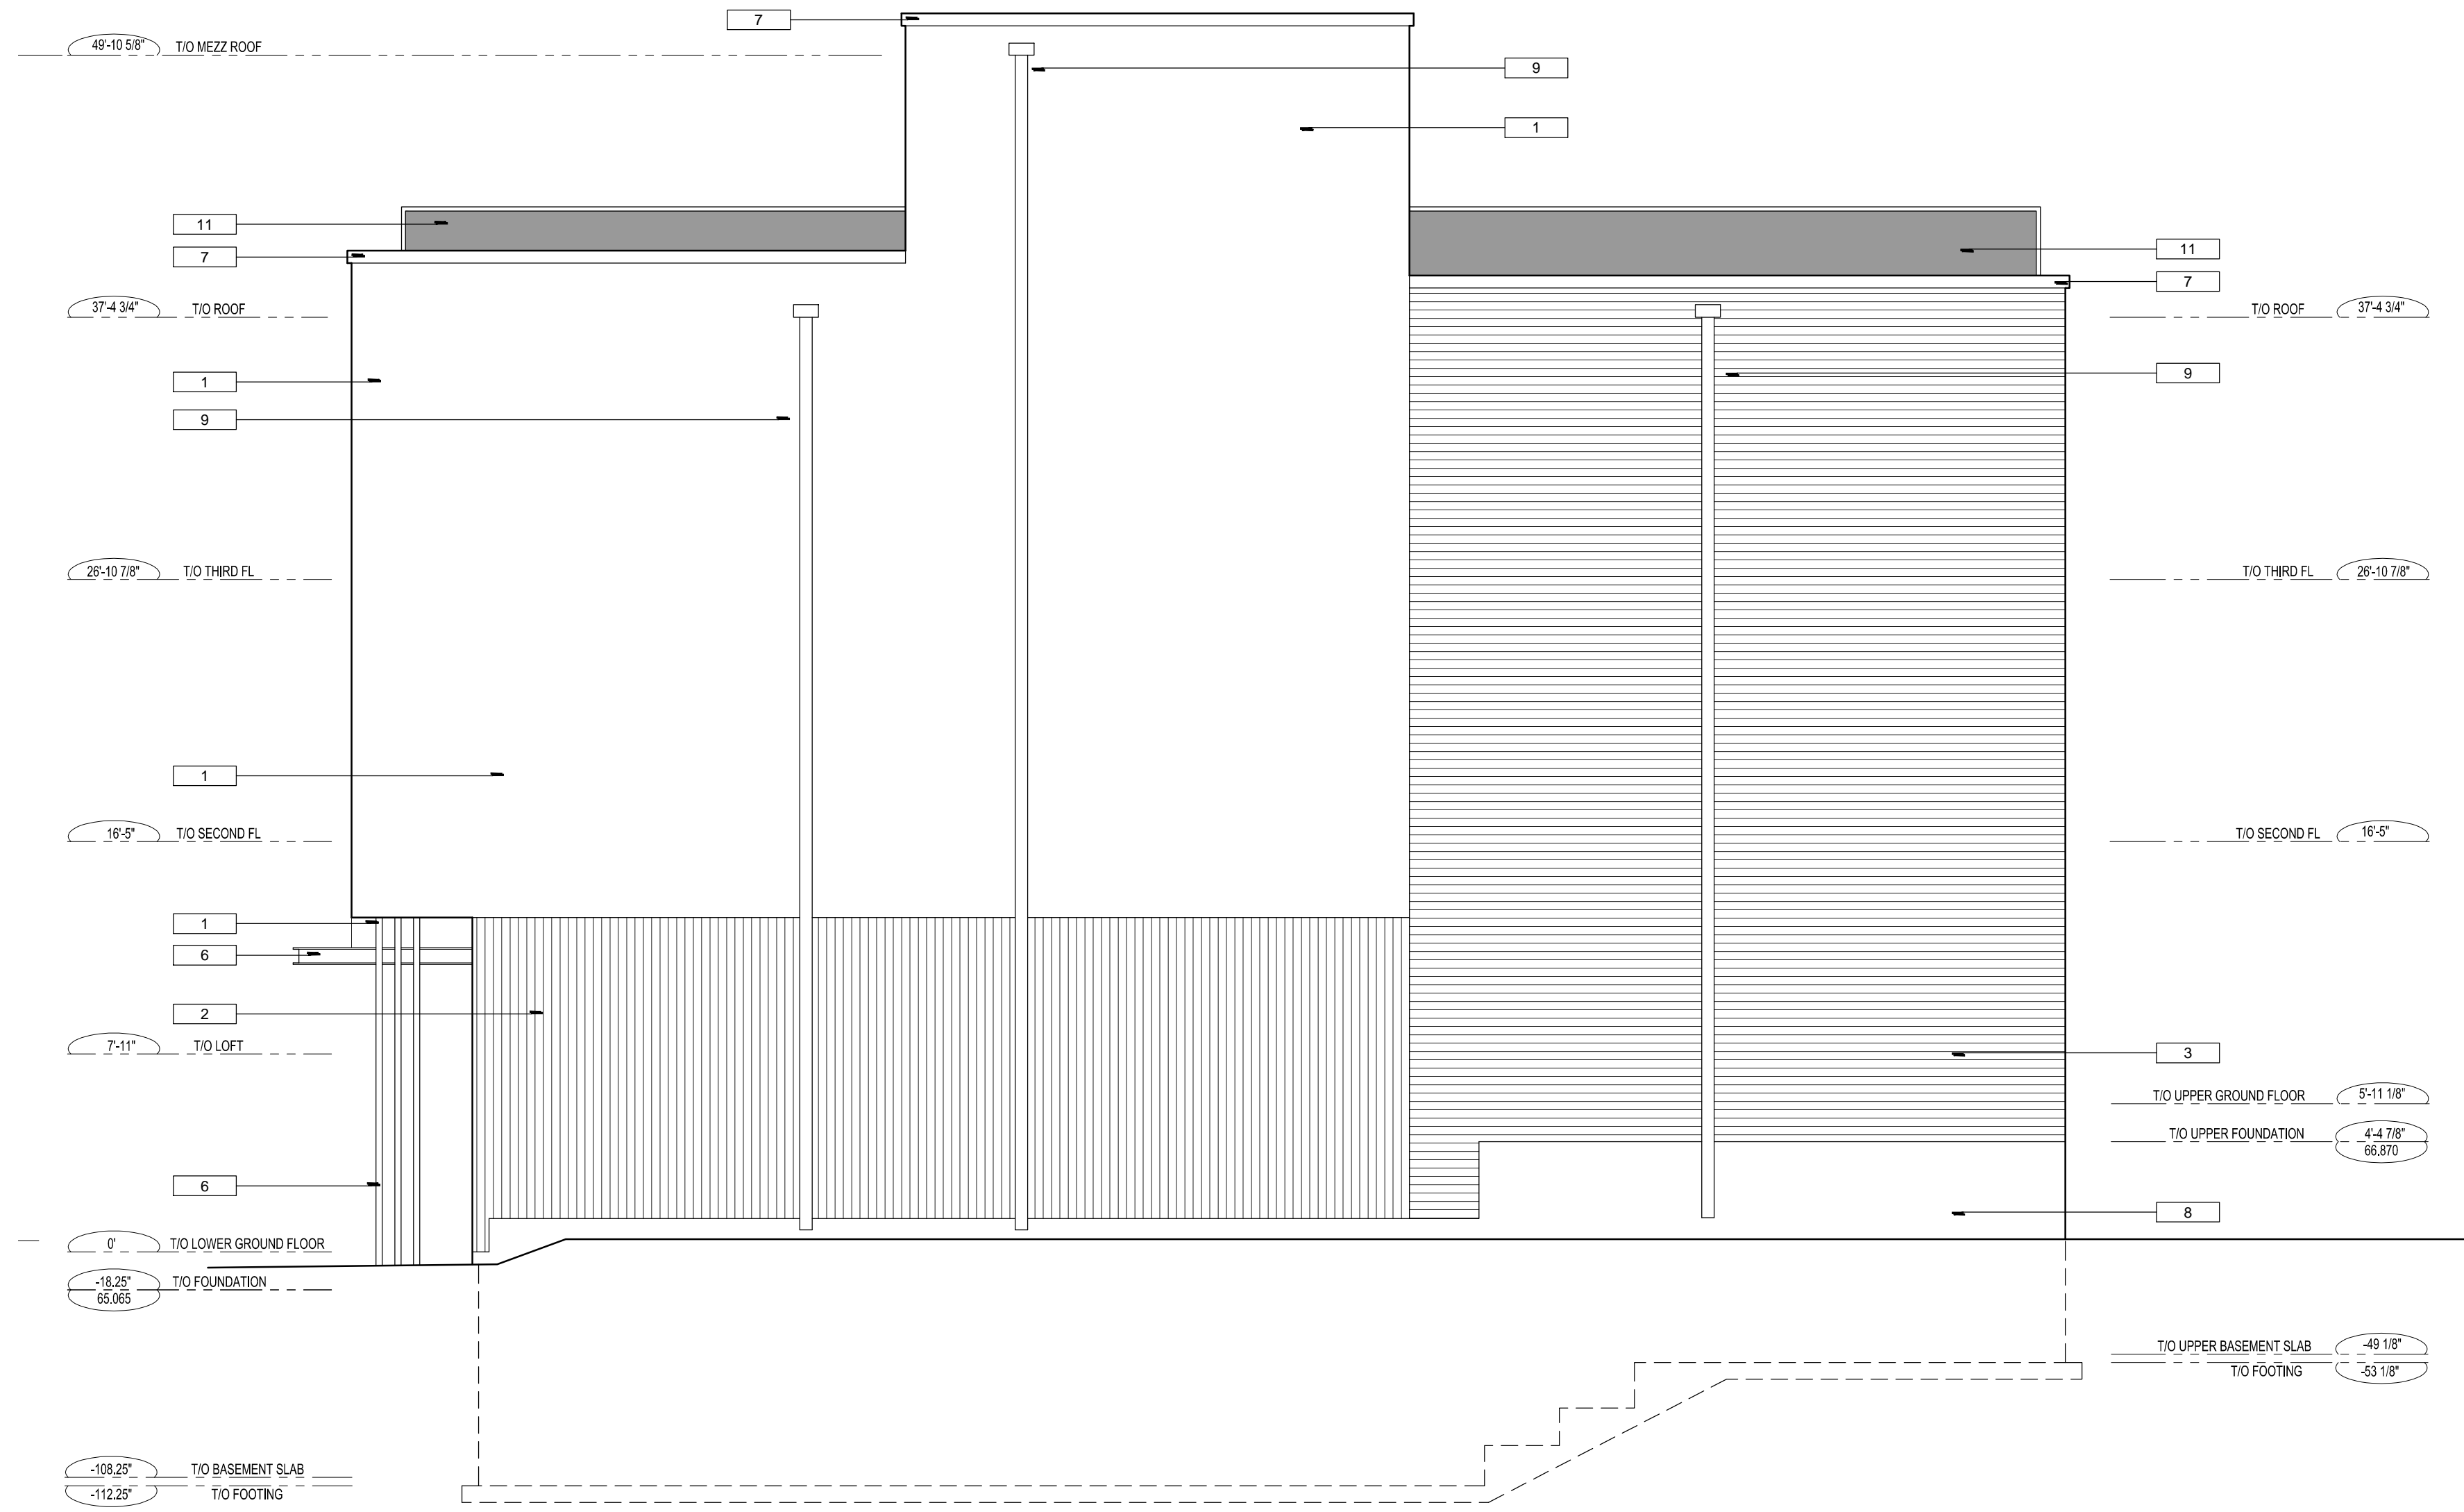 7
49'-10 5/8" T/O MEZZ ROOF
9
1
11
7
11
7
37'-4 3/4" T/O ROOF
T/O ROOF 37'-4 3/4"
1
9
9
26'-10 7/8" T/O THIRD FL
T/O THIRD FL 26'-10 7/8"
1
16'-5" T/O SECOND FL
T/O SECOND FL 16'-5"
1
6
2
7'-11" T/O LOFT
3
T/O UPPER GROUND FLOOR 5'-11 1/8"
T/O UPPER FOUNDATION 4'-4 7/8"
66.870
6
8
0' T/O LOWER GROUND FLOOR
-18.25" T/O FOUNDATION
65.065
T/O UPPER BASEMENT SLAB -49 1/8"
T/O FOOTING -53 1/8"
-108.25" T/O BASEMENT SLAB
-112.25" T/O FOOTING